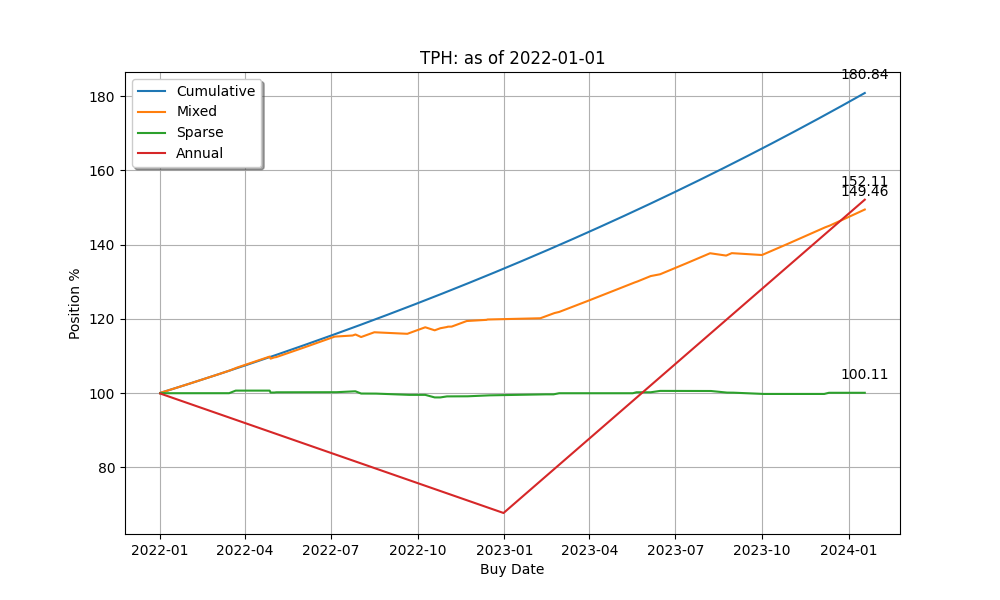 TPH: as of 2022-01-01
180.84
152.11
149.46
100.11
Cumulative
Mixed
Sparse
Annual
Position %
180
160
140
120
100
80
2022-01 2022-04 2022-07 2022-10 2023-01 2023-04 2023-07 2023-10 2024-01
Buy Date